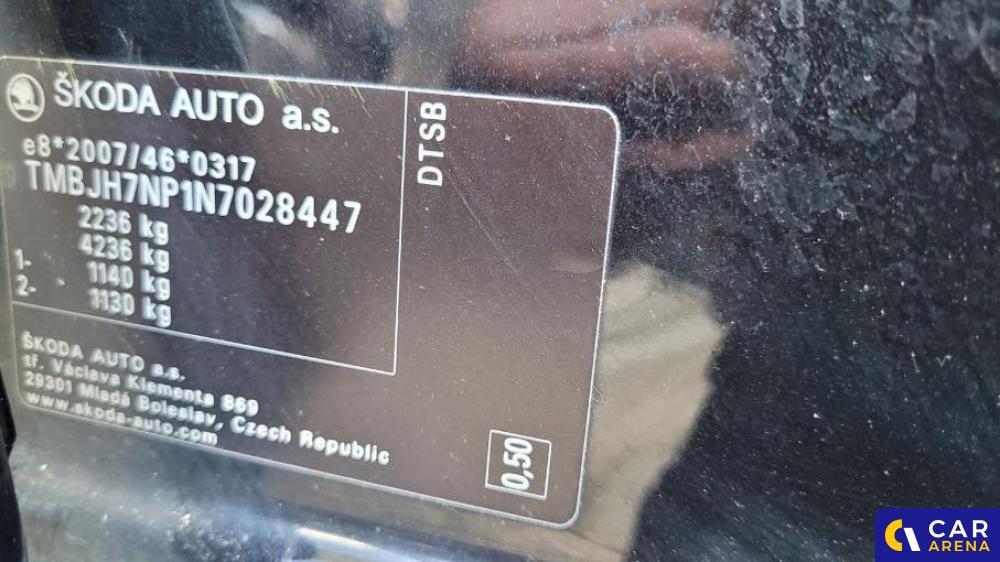 ŠKODA AUTO a.s.
e8*2007/46*0317
TMBJH7NP1N7028447
2236 kg
4236 kg
1- 1140 kg
2- 1130 kg
DTSB
ŠKODA AUTO a.s.
tř. Václava Klementa 869
29301 Mladá Boleslav, Czech Republic
www.skoda-auto.com
0,50
CAR
ARENA